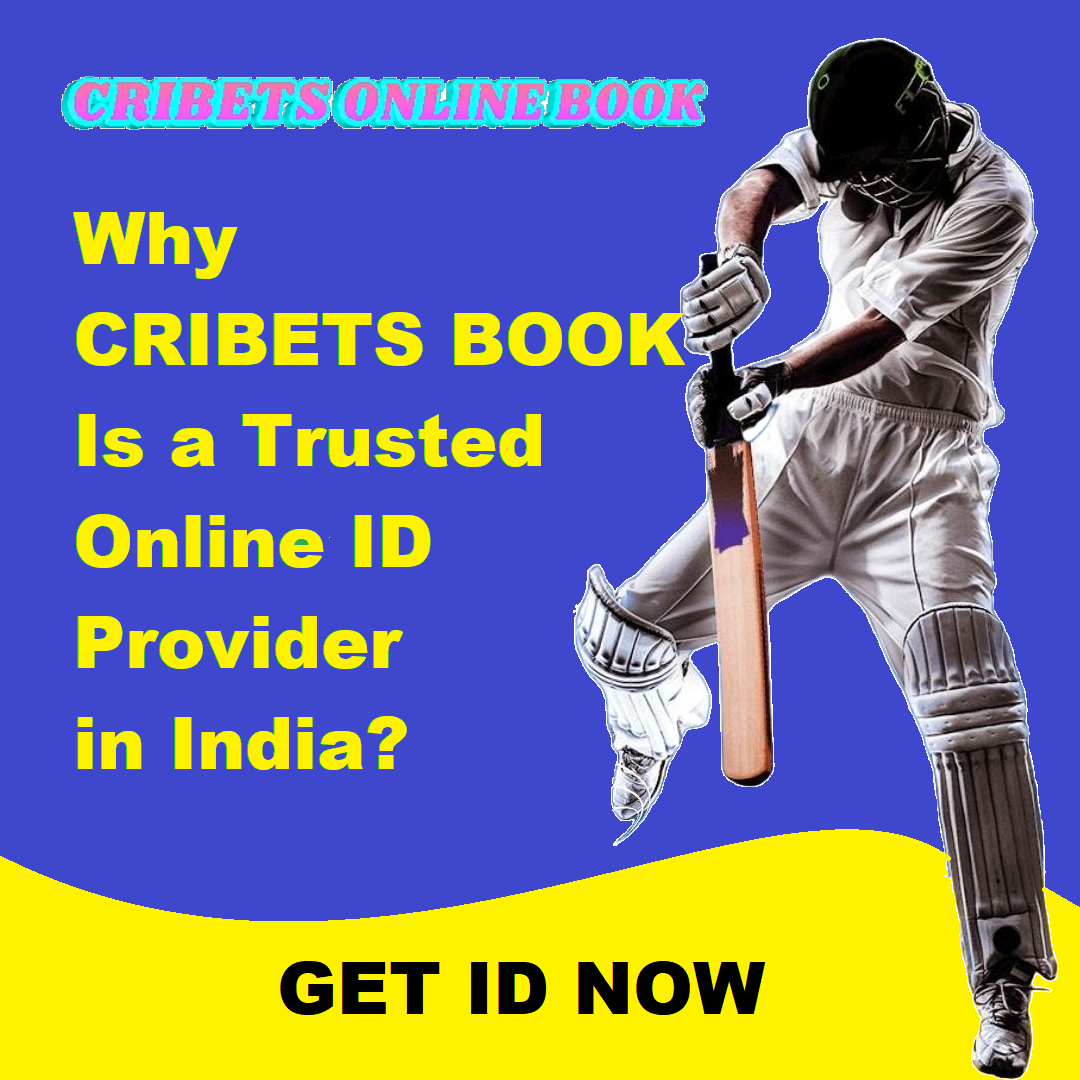 CRIBETS ONLINE BOOK
Why
CRIBETS BOOK
Is a Trusted
Online ID
Provider
in India?
GET ID NOW